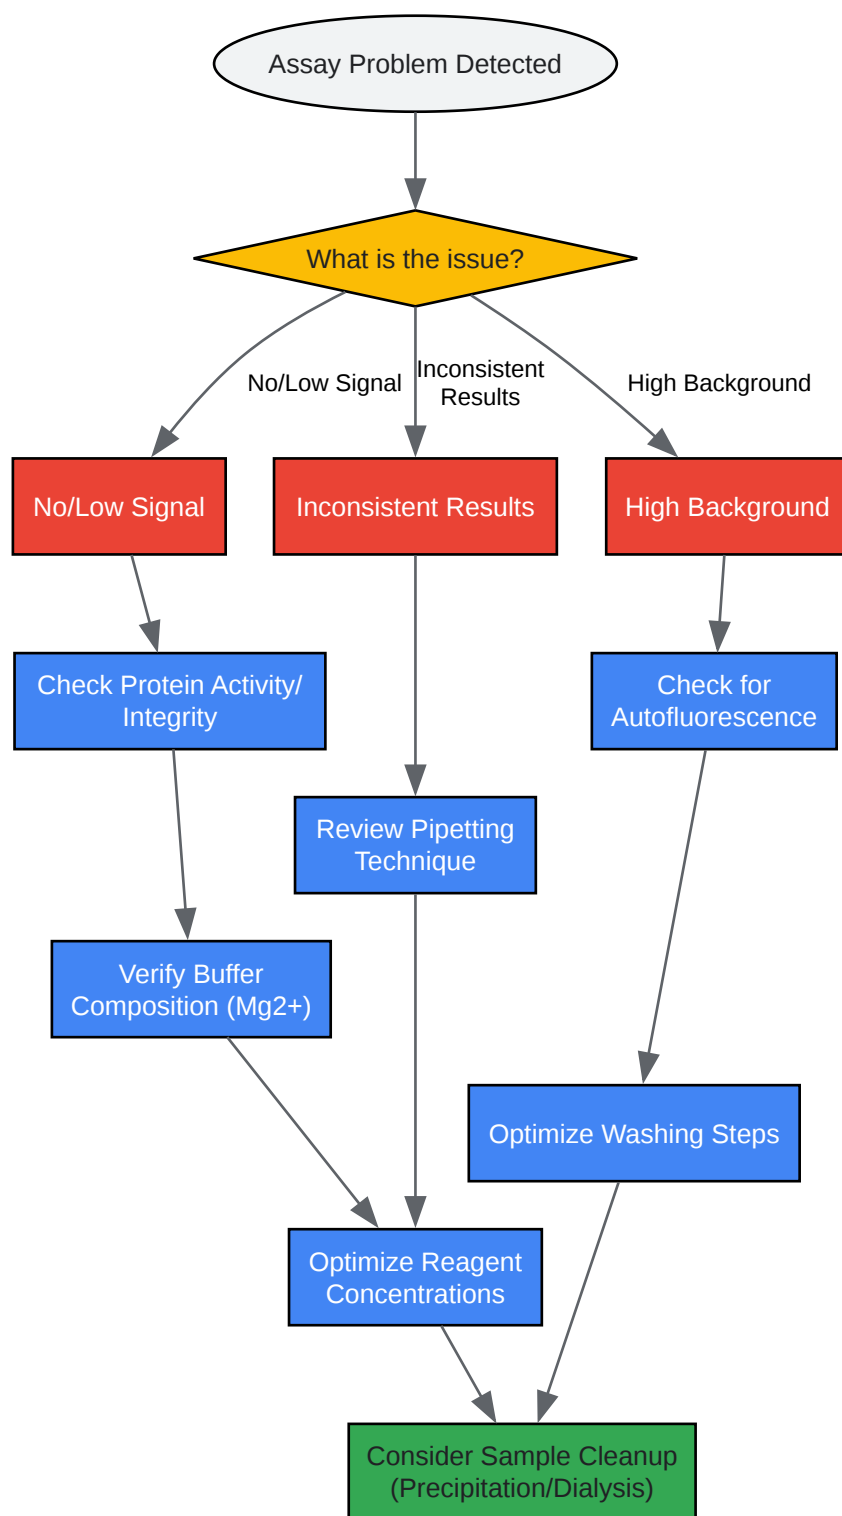 Assay Problem Detected
What is the issue?
No/Low Signal
Inconsistent
Results
High Background
No/Low Signal
Inconsistent Results
High Background
Check Protein Activity/
Integrity
Check for
Autofluorescence
Review Pipetting
Technique
Verify Buffer
Composition (Mg2+)
Optimize Washing Steps
Optimize Reagent
Concentrations
Consider Sample Cleanup
(Precipitation/Dialysis)